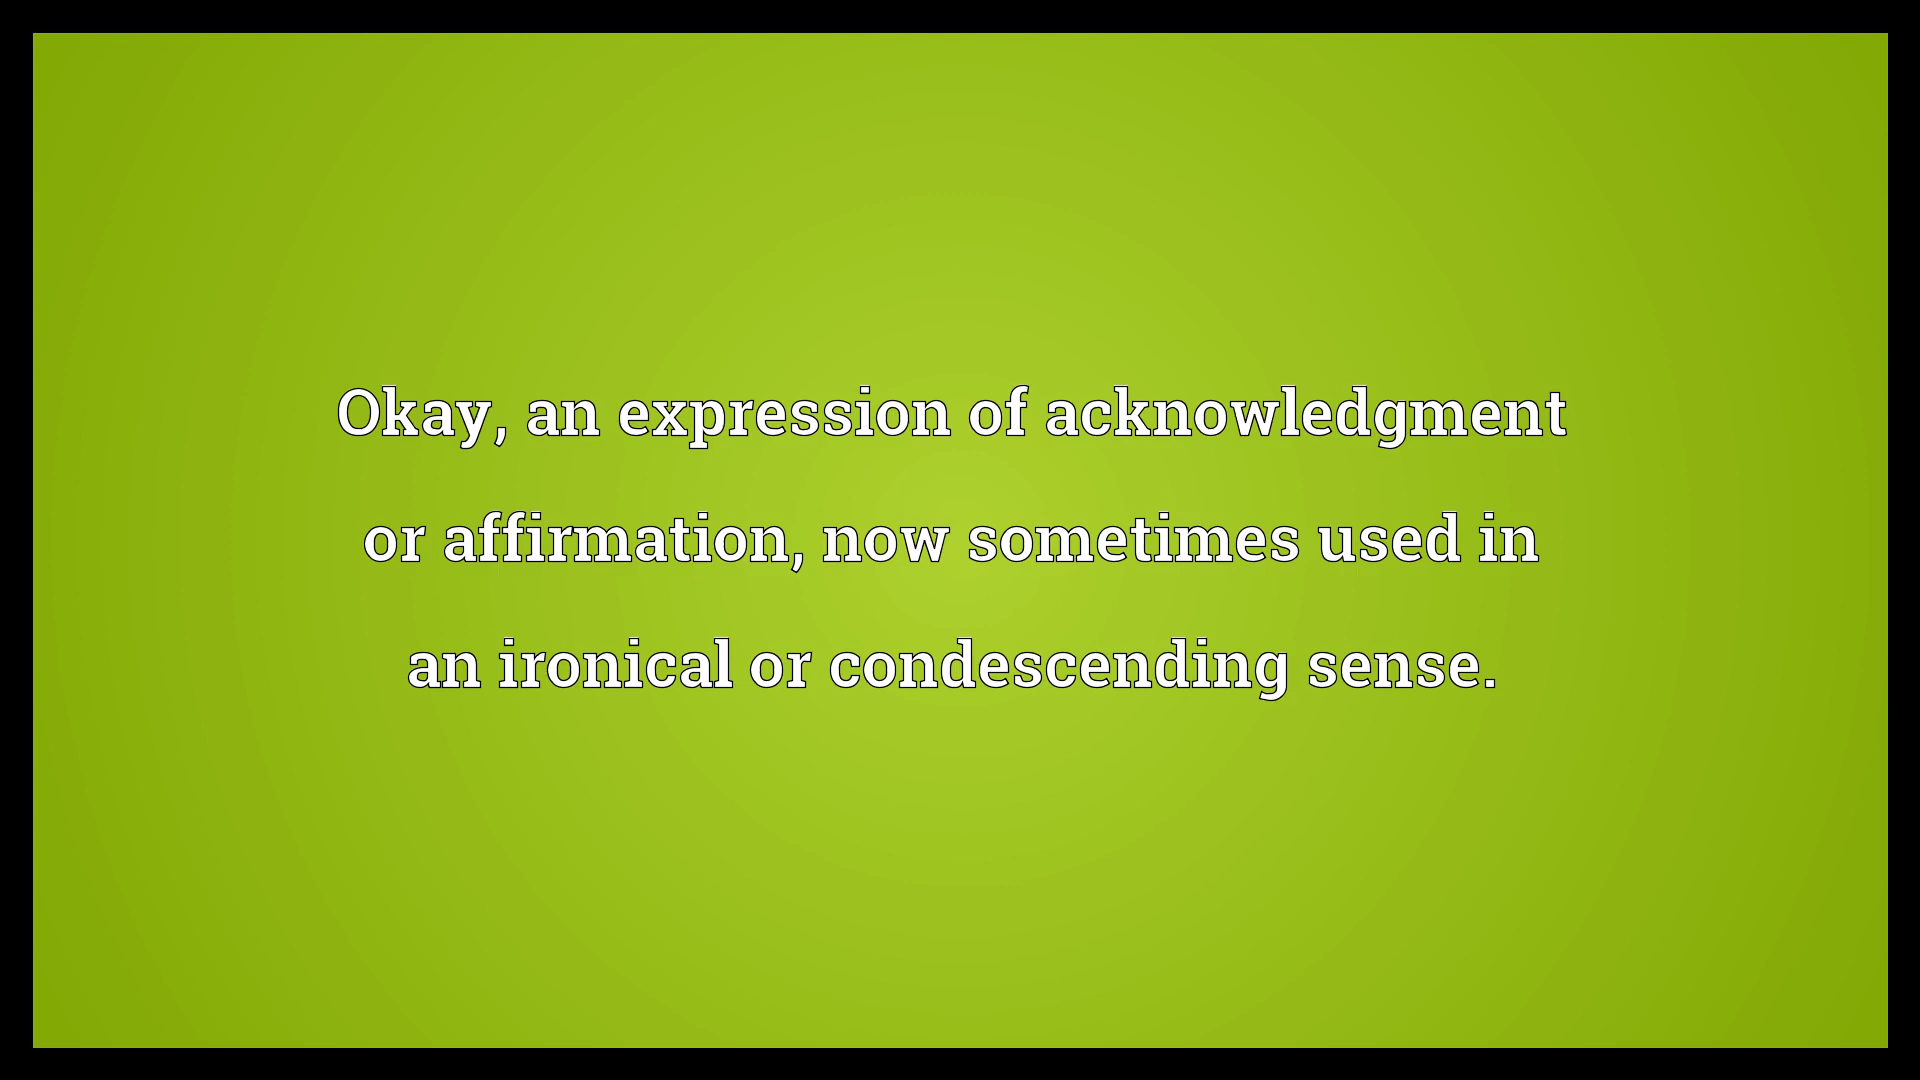 Okay, an expression of acknowledgment
or affirmation, now sometimes used in
an ironical or condescending sense.